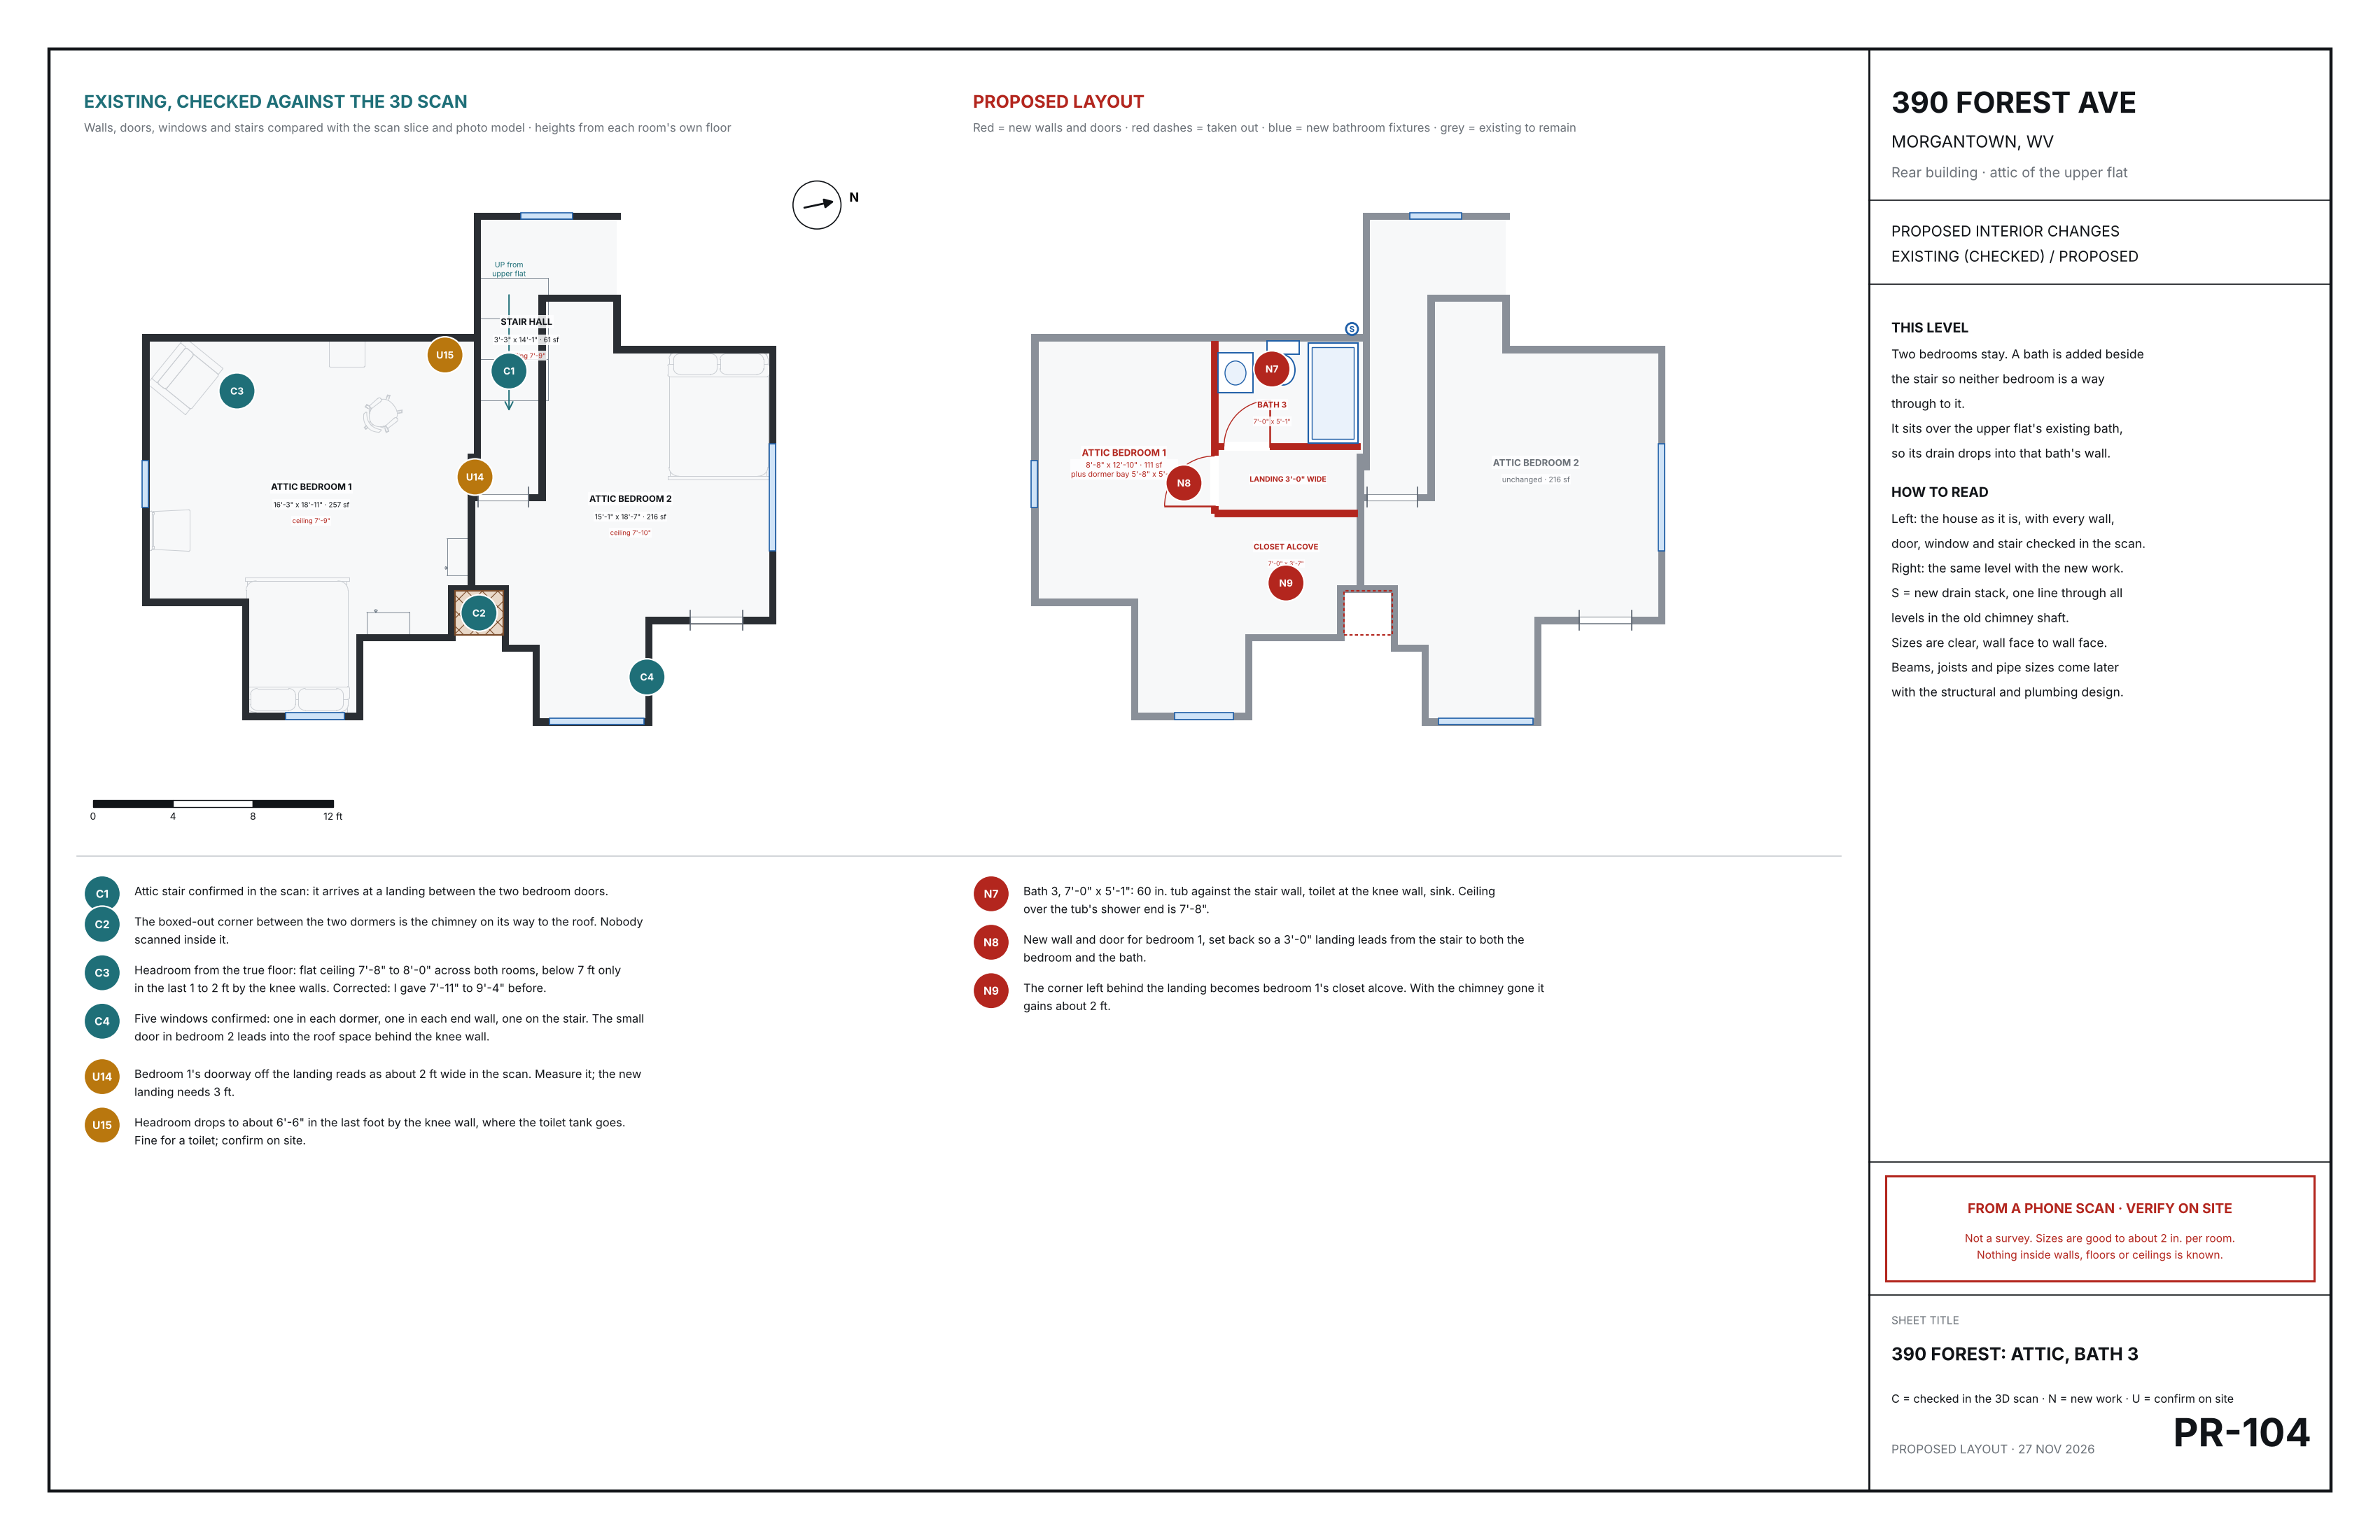 EXISTING, CHECKED AGAINST THE 3D SCAN
Walls, doors, windows and stairs compared with the scan slice and photo model · heights from each room's own floor
N
UP from
upper flat
STAIR HALL
3'-3" x 14'-1" · 61 sf
7'-9"
C1
U15
C3
U14
ATTIC BEDROOM 1
16'-3" x 18'-11" · 257 sf
ceiling 7'-9"
ATTIC BEDROOM 2
15'-1" x 18'-7" · 216 sf
ceiling 7'-10"
C2
C4
0 4 8 12 ft
PROPOSED LAYOUT
Red = new walls and doors · red dashes = taken out · blue = new bathroom fixtures · grey = existing to remain
S
N7
BATH 3
7'-0" x 5'-1"
ATTIC BEDROOM 1
8'-8" x 12'-10" · 111 sf
plus dormer bay 5'-8" x 5'-
N8
LANDING 3'-0" WIDE
ATTIC BEDROOM 2
unchanged · 216 sf
CLOSET ALCOVE
7'-0" x 3'-7"
N9
C1 Attic stair confirmed in the scan: it arrives at a landing between the two bedroom doors.
C2 The boxed-out corner between the two dormers is the chimney on its way to the roof. Nobody
scanned inside it.
C3 Headroom from the true floor: flat ceiling 7'-8" to 8'-0" across both rooms, below 7 ft only
in the last 1 to 2 ft by the knee walls. Corrected: I gave 7'-11" to 9'-4" before.
C4 Five windows confirmed: one in each dormer, one in each end wall, one on the stair. The small
door in bedroom 2 leads into the roof space behind the knee wall.
U14 Bedroom 1's doorway off the landing reads as about 2 ft wide in the scan. Measure it; the new
landing needs 3 ft.
U15 Headroom drops to about 6'-6" in the last foot by the knee wall, where the toilet tank goes.
Fine for a toilet; confirm on site.
N7 Bath 3, 7'-0" x 5'-1": 60 in. tub against the stair wall, toilet at the knee wall, sink. Ceiling
over the tub's shower end is 7'-8".
N8 New wall and door for bedroom 1, set back so a 3'-0" landing leads from the stair to both the
bedroom and the bath.
N9 The corner left behind the landing becomes bedroom 1's closet alcove. With the chimney gone it
gains about 2 ft.
390 FOREST AVE
MORGANTOWN, WV
Rear building · attic of the upper flat
PROPOSED INTERIOR CHANGES
EXISTING (CHECKED) / PROPOSED
THIS LEVEL
Two bedrooms stay. A bath is added beside
the stair so neither bedroom is a way
through to it.
It sits over the upper flat's existing bath,
so its drain drops into that bath's wall.
HOW TO READ
Left: the house as it is, with every wall,
door, window and stair checked in the scan.
Right: the same level with the new work.
S = new drain stack, one line through all
levels in the old chimney shaft.
Sizes are clear, wall face to wall face.
Beams, joists and pipe sizes come later
with the structural and plumbing design.
FROM A PHONE SCAN · VERIFY ON SITE
Not a survey. Sizes are good to about 2 in. per room.
Nothing inside walls, floors or ceilings is known.
SHEET TITLE
390 FOREST: ATTIC, BATH 3
C = checked in the 3D scan · N = new work · U = confirm on site
PROPOSED LAYOUT · 27 NOV 2026
PR-104